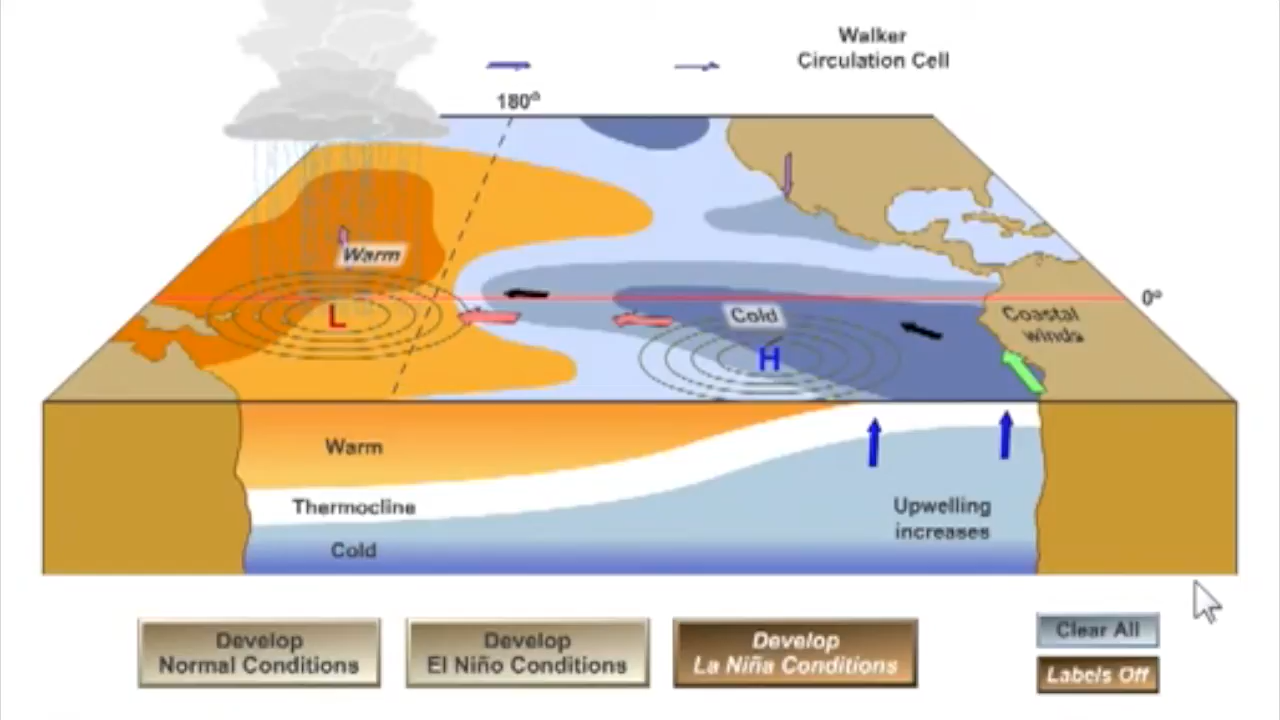 Walker
Circulation Cell
180°
Warm
0°
L
Cold
H
Coastal
winds
Warm
Thermocline
Cold
Upwelling
increases
Develop
Normal Conditions
Develop
El Niño Conditions
Develop
La Niña Conditions
Clear All
Labels Off